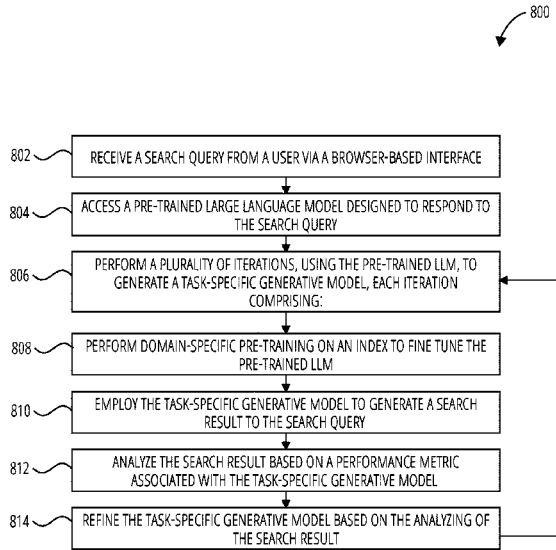 800
802
RECEIVE A SEARCH QUERY FROM A USER VIA A BROWSER-BASED INTERFACE
804
ACCESS A PRE-TRAINED LARGE LANGUAGE MODEL DESIGNED TO RESPOND TO
THE SEARCH QUERY
806
PERFORM A PLURALITY OF ITERATIONS, USING THE PRE-TRAINED LLM, TO
GENERATE A TASK-SPECIFIC GENERATIVE MODEL, EACH ITERATION
COMPRISING:
808
PERFORM DOMAIN-SPECIFIC PRE-TRAINING ON AN INDEX TO FINE TUNE THE
PRE-TRAINED LLM
810
EMPLOY THE TASK-SPECIFIC GENERATIVE MODEL TO GENERATE A SEARCH
RESULT TO THE SEARCH QUERY
812
ANALYZE THE SEARCH RESULT BASED ON A PERFORMANCE METRIC
ASSOCIATED WITH THE TASK-SPECIFIC GENERATIVE MODEL
814
REFINE THE TASK-SPECIFIC GENERATIVE MODEL BASED ON THE ANALYZING OF
THE SEARCH RESULT